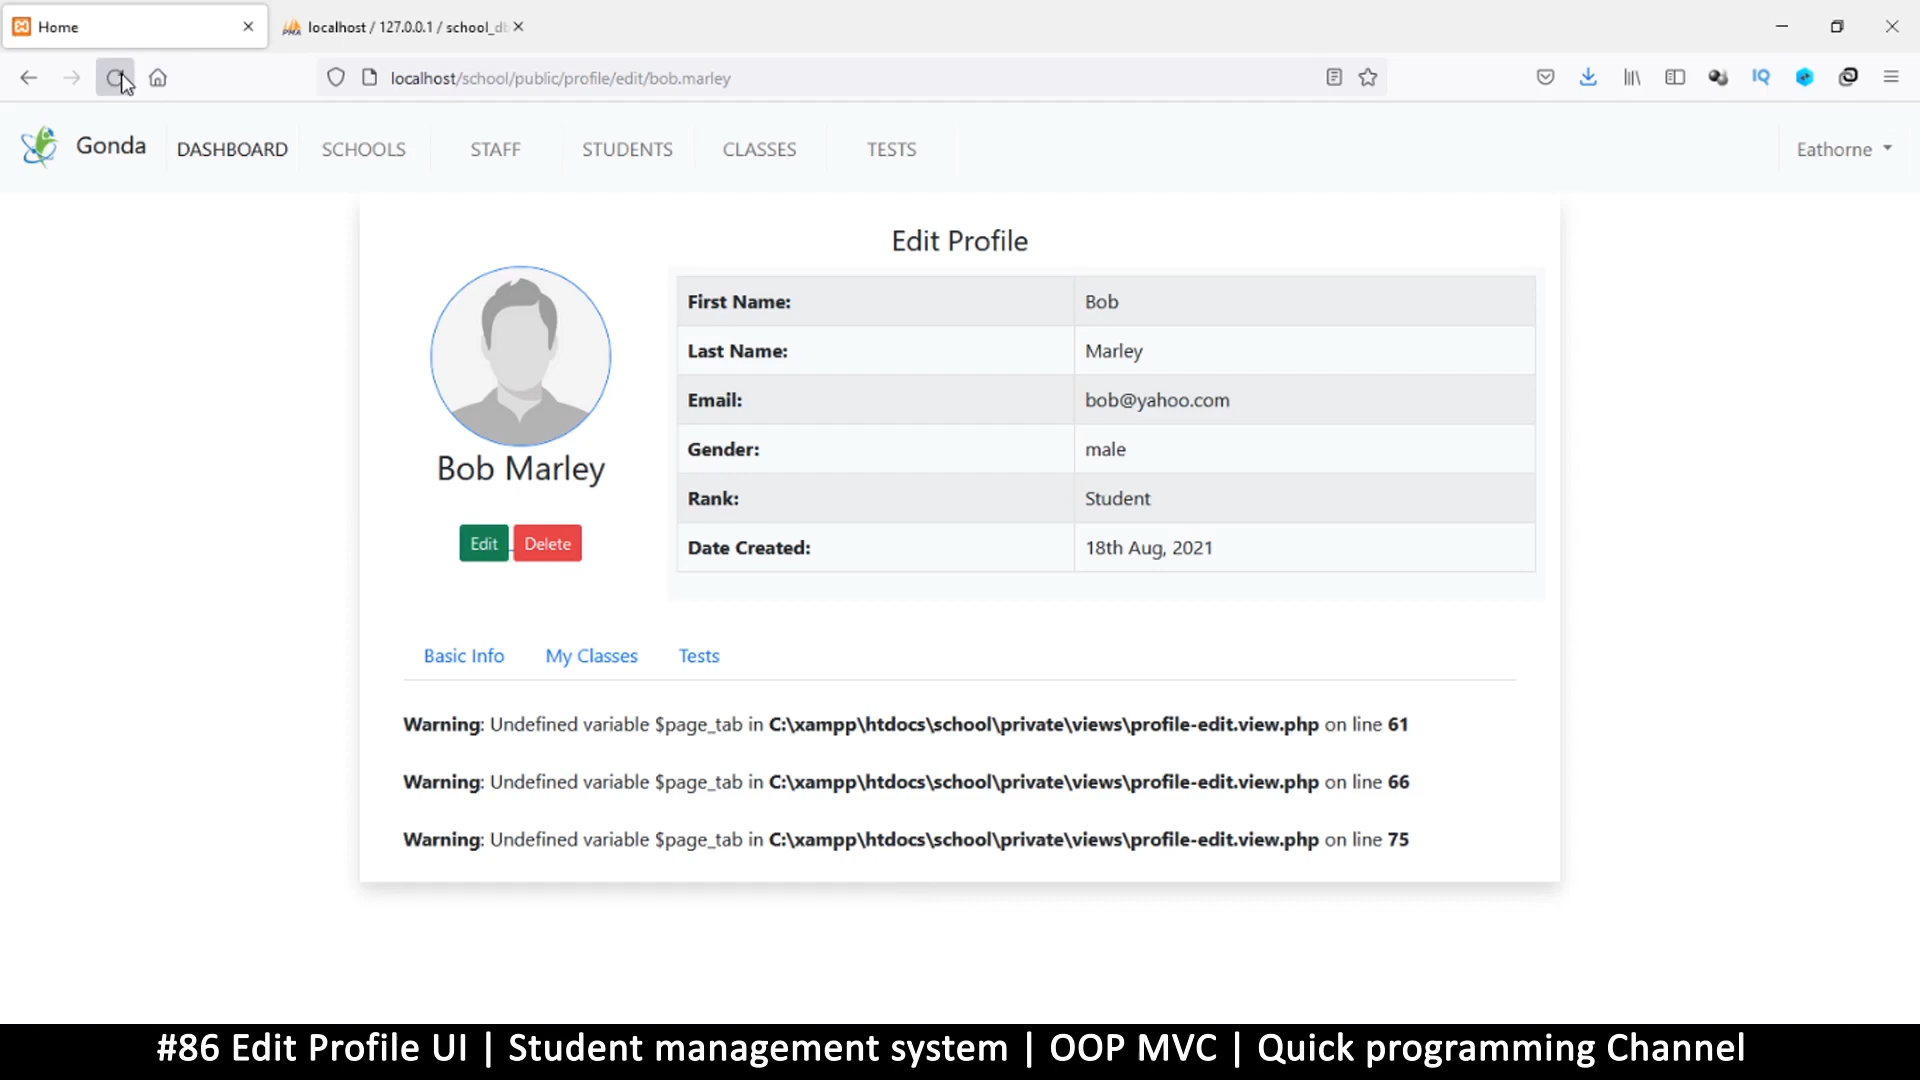 Home
localhost / 127.0.0.1 / school_db
localhost/school/public/profile/edit/bob.marley
IQ
Gonda
DASHBOARD
SCHOOLS
STAFF
STUDENTS
CLASSES
TESTS
Eathorne
Edit Profile
First Name: Bob
Last Name: Marley
Email: bob@yahoo.com
Gender: male
Rank: Student
Date Created: 18th Aug, 2021
Bob Marley
Edit Delete
Basic Info My Classes Tests
Warning: Undefined variable $page_tab in C:\xampp\htdocs\school\private\views\profile-edit.view.php on line 61
Warning: Undefined variable $page_tab in C:\xampp\htdocs\school\private\views\profile-edit.view.php on line 66
Warning: Undefined variable $page_tab in C:\xampp\htdocs\school\private\views\profile-edit.view.php on line 75
#86 Edit Profile UI | Student management system | OOP MVC | Quick programming Channel